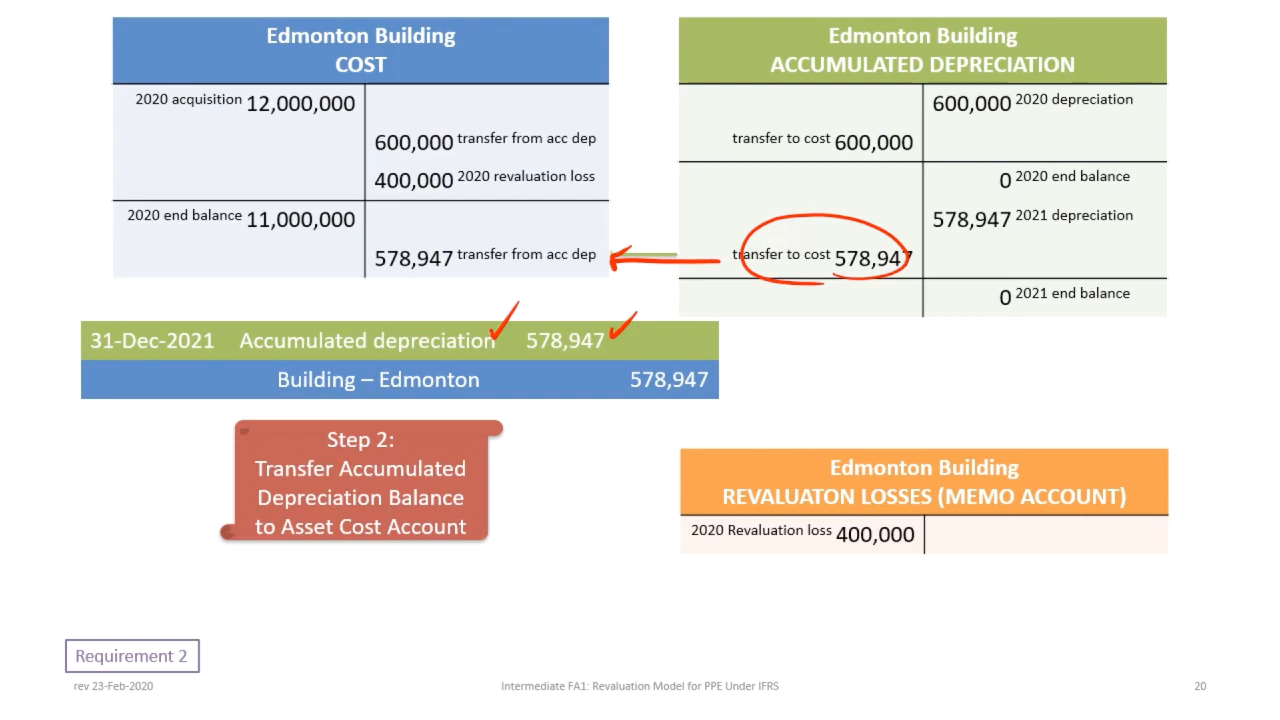 Edmonton Building
COST
2020 acquisition 12,000,000
600,000 transfer from acc dep
400,000 2020 revaluation loss
2020 end balance 11,000,000
578,947 transfer from acc dep
Edmonton Building
ACCUMULATED DEPRECIATION
600,000 2020 depreciation
transfer to cost 600,000
0 2020 end balance
578,947 2021 depreciation
transfer to cost 578,947
0 2021 end balance
31-Dec-2021 Accumulated depreciation 578,947
Building – Edmonton 578,947
Step 2:
Transfer Accumulated
Depreciation Balance
to Asset Cost Account
Edmonton Building
REVALUATON LOSSES (MEMO ACCOUNT)
2020 Revaluation loss 400,000
Requirement 2
rev 23-Feb-2020
Intermediate FA1: Revaluation Model for PPE Under IFRS
20